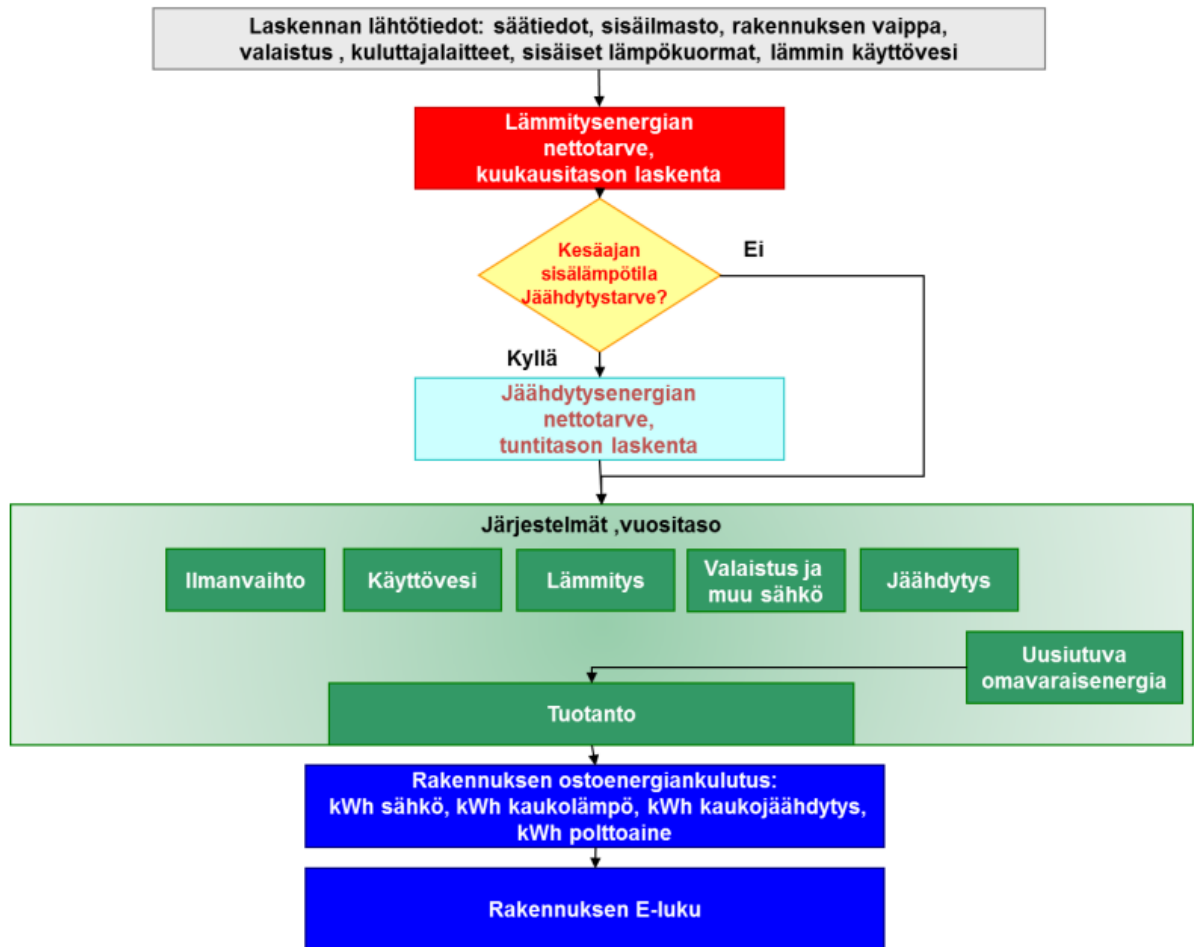 Laskennan lähtötiedot: säätiedot, sisäilmasto, rakennuksen vaippa,
valaistus , kuluttajalaitteet, sisäiset lämpökuormat, lämmin käyttövesi
Lämmitysenergian
nettotarve,
kuukausitason laskenta
Kesäajan
sisälämpötila
Jäähdytystarve?
Ei
Kyllä
Jäähdytysenergian
nettotarve,
tuntitason laskenta
Järjestelmät ,vuositaso
Ilmanvaihto
Käyttövesi
Lämmitys
Valaistus ja
muu sähkö
Jäähdytys
Uusiutuva
omavaraisenergia
Tuotanto
Rakennuksen ostoenergiankulutus:
kWh sähkö, kWh kaukolämpö, kWh kaukojäähdytys,
kWh polttoaine
Rakennuksen E-luku